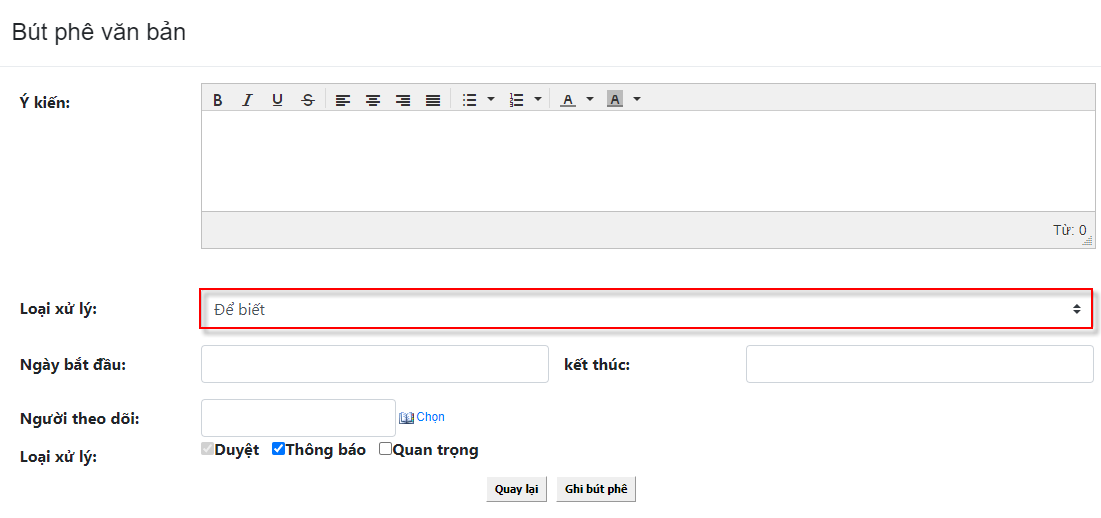 Bút phê văn bản
Ý kiến:
B I U S A A
Từ: 0
Loại xử lý: Để biết
Ngày bắt đầu: kết thúc:
Người theo dõi: Chọn
Loại xử lý: Duyệt Thông báo Quan trọng
Quay lại Ghi bút phê